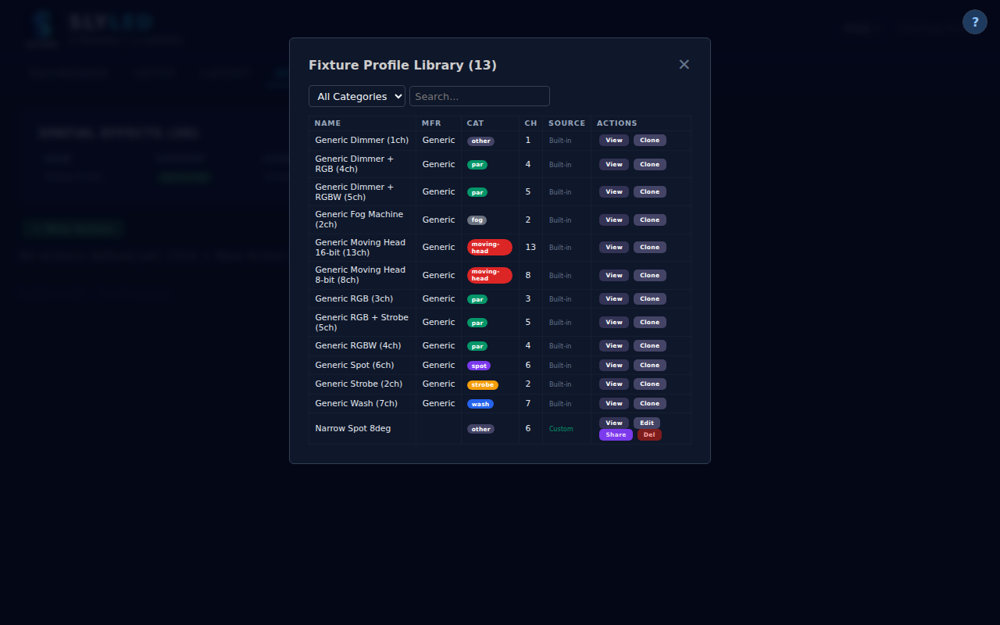 SLYLED
?
Fixture Profile Library (13)
✕
All Categories
Search...
NAME MFR CAT CH SOURCE ACTIONS
Generic Dimmer (1ch) Generic other 1 Built-in View Clone
Generic Dimmer +
RGB (4ch) Generic par 4 Built-in View Clone
Generic Dimmer +
RGBW (5ch) Generic par 5 Built-in View Clone
Generic Fog Machine
(2ch) Generic fog 2 Built-in View Clone
Generic Moving Head
16-bit (13ch) Generic moving-
head 13 Built-in View Clone
Generic Moving Head
8-bit (8ch) Generic moving-
head 8 Built-in View Clone
Generic RGB (3ch) Generic par 3 Built-in View Clone
Generic RGB + Strobe
(5ch) Generic par 5 Built-in View Clone
Generic RGBW (4ch) Generic par 4 Built-in View Clone
Generic Spot (6ch) Generic spot 6 Built-in View Clone
Generic Strobe (2ch) Generic strobe 2 Built-in View Clone
Generic Wash (7ch) Generic wash 7 Built-in View Clone
Narrow Spot 8deg other 6 Custom View Edit
Share Del